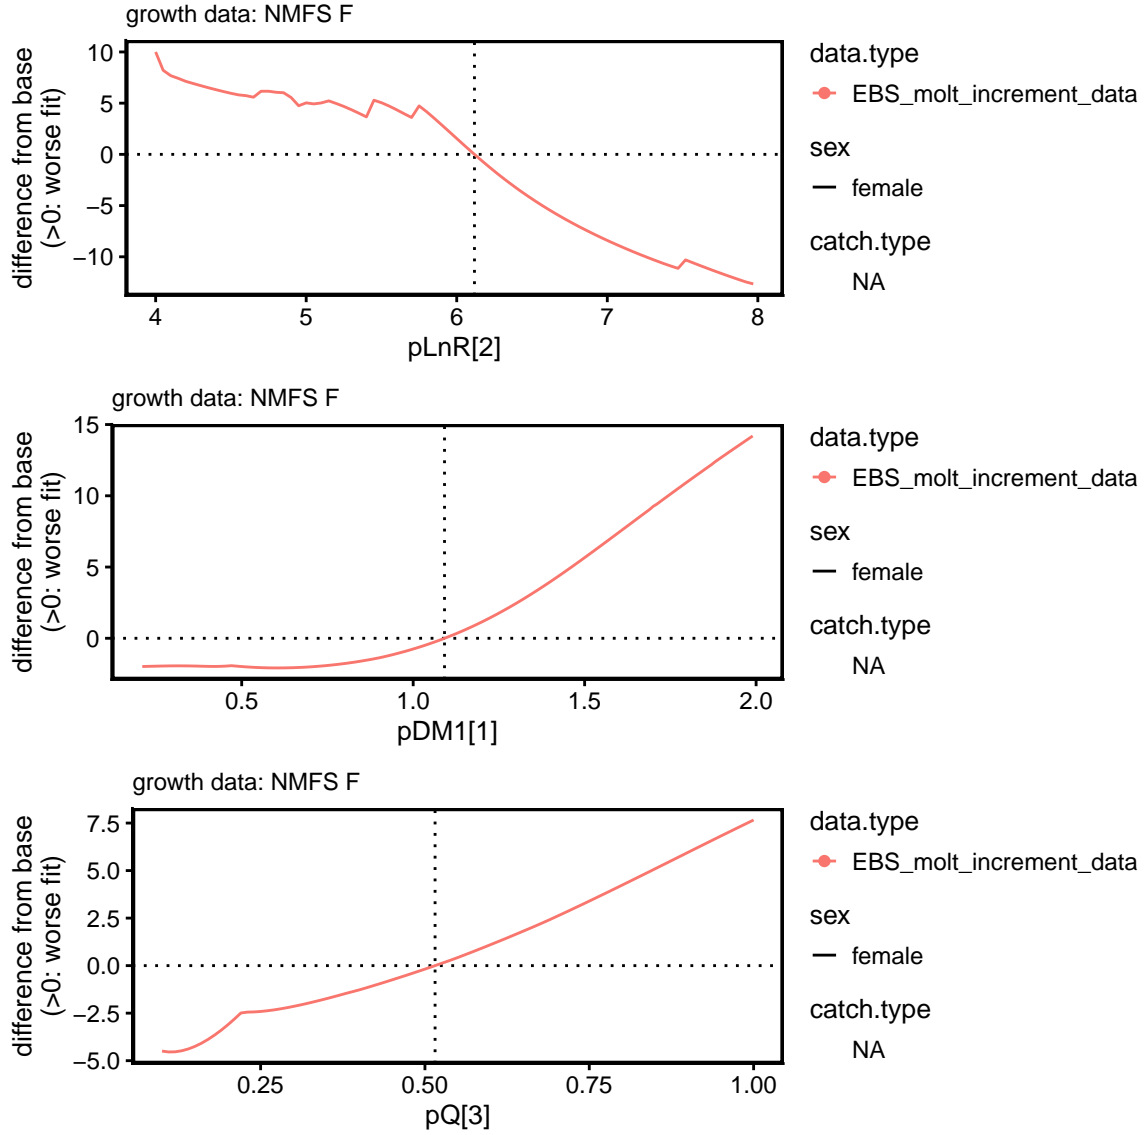 growth data: NMFS F
difference from base
(>0: worse fit)
10
5
0
−5
−10
4
5
6
7
8
pLnR[2]
data.type
EBS_molt_increment_data
sex
female
catch.type
NA
growth data: NMFS F
difference from base
(>0: worse fit)
15
10
5
0
0.5
1.0
1.5
2.0
pDM1[1]
data.type
EBS_molt_increment_data
sex
female
catch.type
NA
growth data: NMFS F
difference from base
(>0: worse fit)
7.5
5.0
2.5
0.0
−2.5
−5.0
0.25
0.50
0.75
1.00
pQ[3]
data.type
EBS_molt_increment_data
sex
female
catch.type
NA